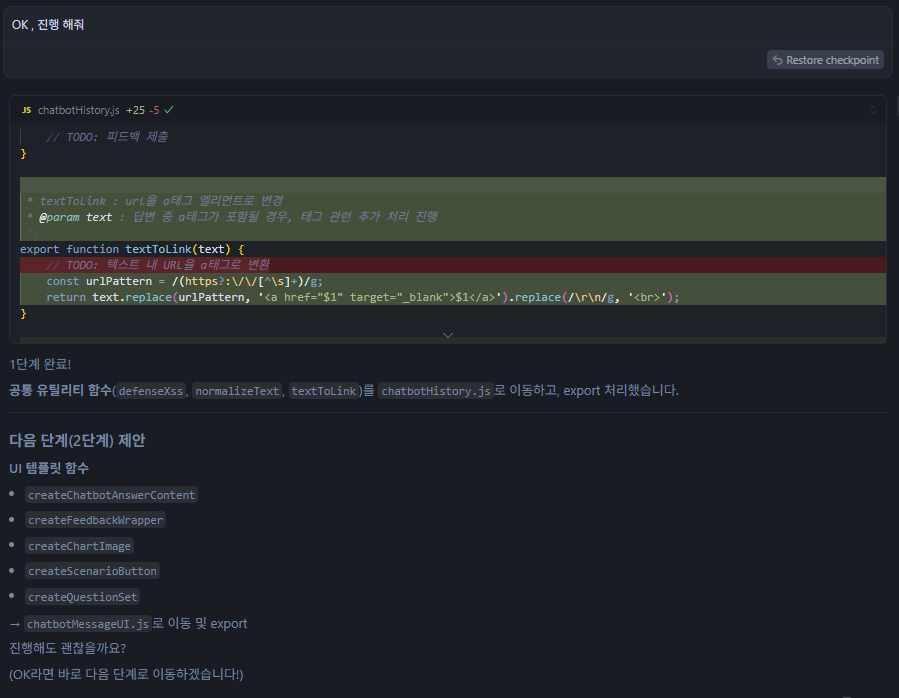 OK , 진행 해줘
Restore checkpoint
JS chatbotHistory.js +25 -5
// TODO: 피드백 제출
}
* textToLink : url을 a태그 엘리먼트로 변경
* @param text : 답변 중 a태그가 포함될 경우, 태그 관련 추가 처리 진행
*/
export function textToLink(text) {
// TODO: 텍스트 내 URL을 a태그로 변환
const urlPattern = /(https?:\/\/[^\s]+)/g;
return text.replace(urlPattern, '<a href="$1" target="_blank">$1</a>').replace(/\r\n/g, '<br>');
}
1단계 완료!
공통 유틸리티 함수(defenseXss, normalizeText, textToLink)를 chatbotHistory.js로 이동하고, export 처리했습니다.
다음 단계(2단계) 제안
UI 템플릿 함수
• createChatbotAnswerContent
• createFeedbackWrapper
• createChartImage
• createScenarioButton
• createQuestionSet
→ chatbotMessageUI.js로 이동 및 export
진행해도 괜찮을까요?
(OK라면 바로 다음 단계로 이동하겠습니다!)